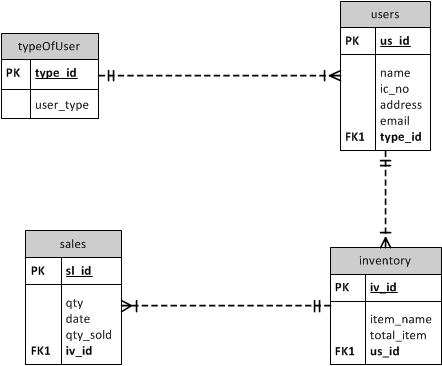 typeOfUser
PK type_id
user_type
users
PK us_id
name
ic_no
address
email
FK1 type_id
sales
PK sl_id
qty
date
qty_sold
FK1 iv_id
inventory
PK iv_id
item_name
total_item
FK1 us_id